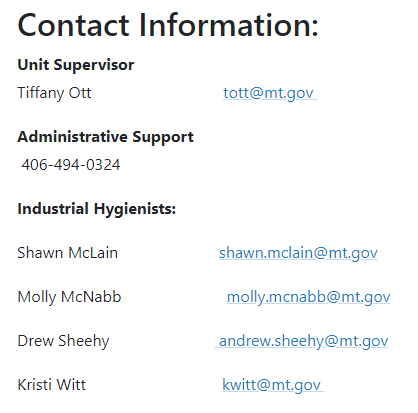 Contact Information:
Unit Supervisor
Tiffany Ott tott@mt.gov
Administrative Support
406-494-0324
Industrial Hygienists:
Shawn McLain shawn.mclain@mt.gov
Molly McNabb molly.mcnabb@mt.gov
Drew Sheehy andrew.sheehy@mt.gov
Kristi Witt kwitt@mt.gov